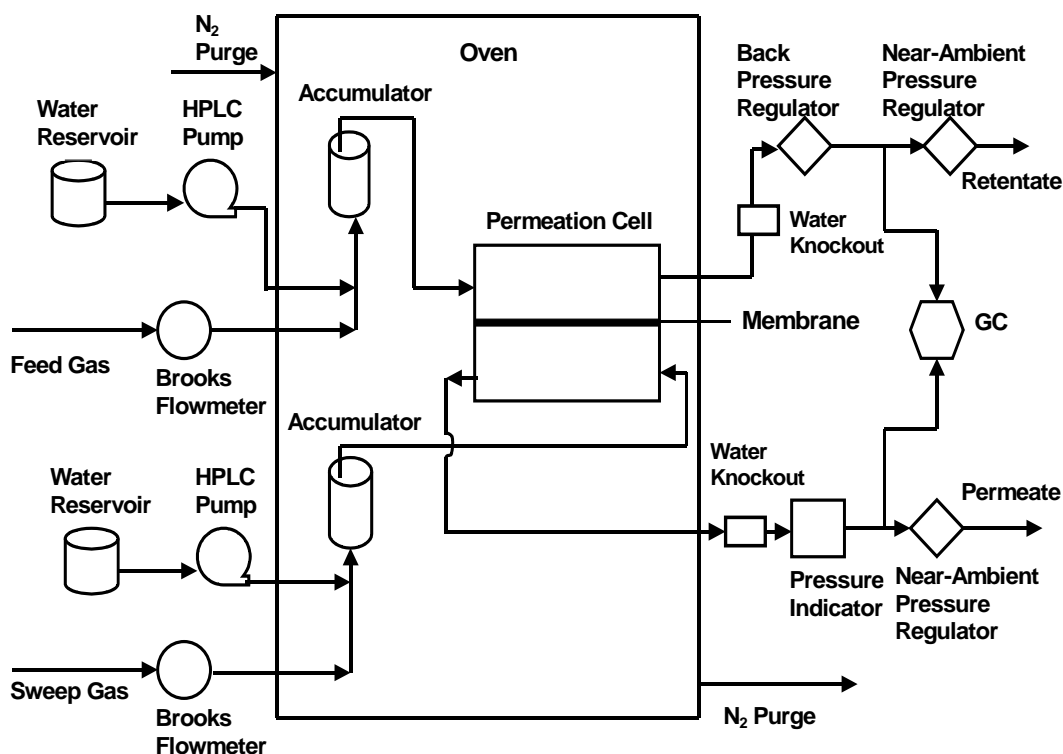 N₂
Purge
Oven
Back
Pressure
Regulator
Near-Ambient
Pressure
Regulator
Water
Reservoir
HPLC
Pump
Accumulator
Retentate
Permeation Cell
Water
Knockout
Membrane
GC
Feed Gas
Brooks
Flowmeter
Accumulator
Water
Knockout
Water
Reservoir
HPLC
Pump
Permeate
Pressure
Indicator
Near-Ambient
Pressure
Regulator
Sweep Gas
Brooks
Flowmeter
N₂ Purge